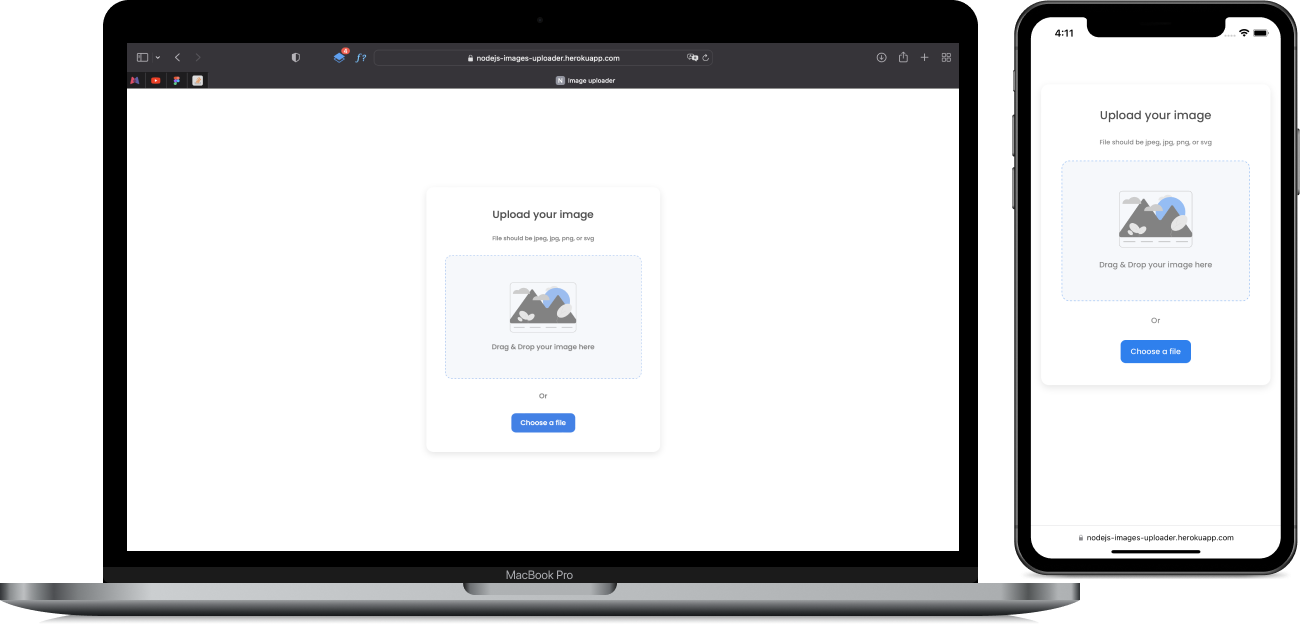 4
ƒ?
nodejs-images-uploader.herokuapp.com
N Image uploader
Upload your image
File should be jpeg, jpg, png, or svg
Drag & Drop your image here
Or
Choose a file
MacBook Pro
4:11
Upload your image
File should be jpeg, jpg, png, or svg
Drag & Drop your image here
Or
Choose a file
nodejs-images-uploader.herokuapp.com